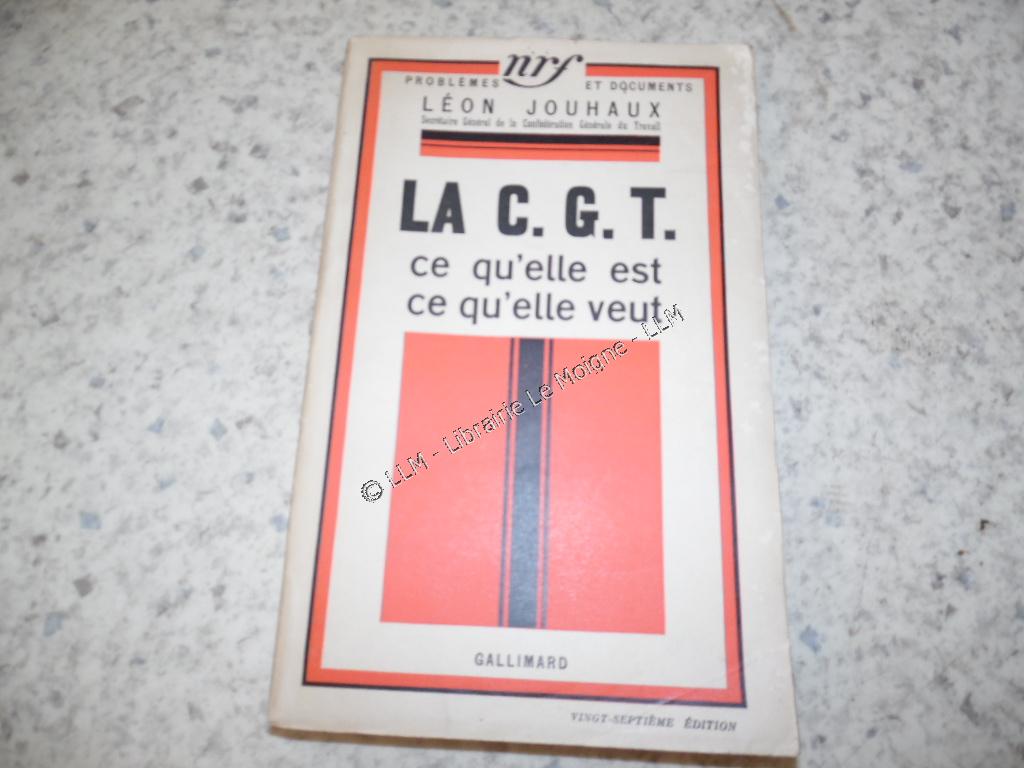 nrf
PROBLÈMES ET DOCUMENTS
LÉON JOUHAUX
Secrétaire Général de la Confédération Générale du Travail
LA C. G. T.
ce qu'elle est
ce qu'elle veut
© LLM - Librairie Le Moigne - LLM
GALLIMARD
VINGT-SEPTIÈME ÉDITION